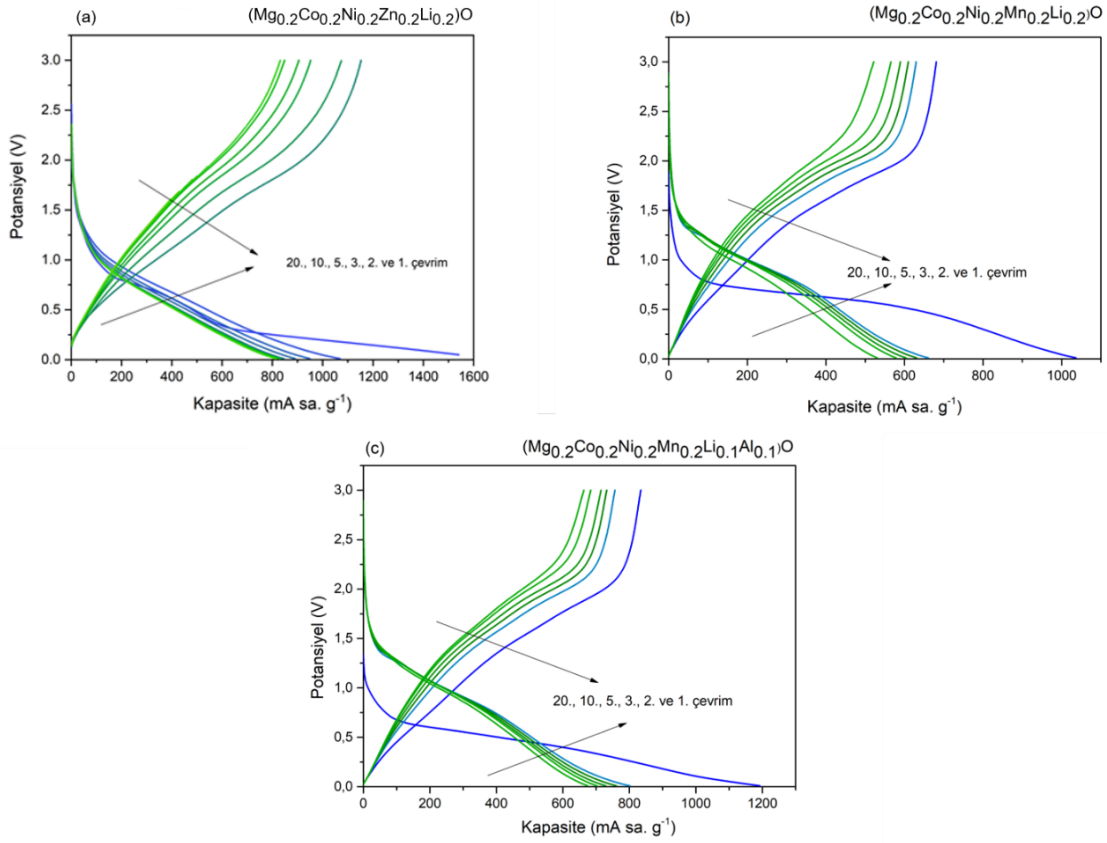 (a)
(Mg0.2Co0.2Ni0.2Zn0.2Li0.2)O
3.0
2.5
2.0
1.5
1.0
0.5
0.0
Potansiyel (V)
20., 10., 5., 3., 2. ve 1. çevrim
0 200 400 600 800 1000 1200 1400 1600
Kapasite (mA sa. g-1)
(b)
(Mg0.2Co0.2Ni0.2Mn0.2Li0.2)O
3,0
2,5
2,0
1,5
1,0
0,5
0,0
Potansiyel (V)
20., 10., 5., 3., 2. ve 1. çevrim
0 200 400 600 800 1000
Kapasite (mA sa. g-1)
(c)
(Mg0.2Co0.2Ni0.2Mn0.2Li0.1Al0.1)O
3,0
2,5
2,0
1,5
1,0
0,5
0,0
Potansiyel (V)
20., 10., 5., 3., 2. ve 1. çevrim
0 200 400 600 800 1000 1200
Kapasite (mA sa. g-1)